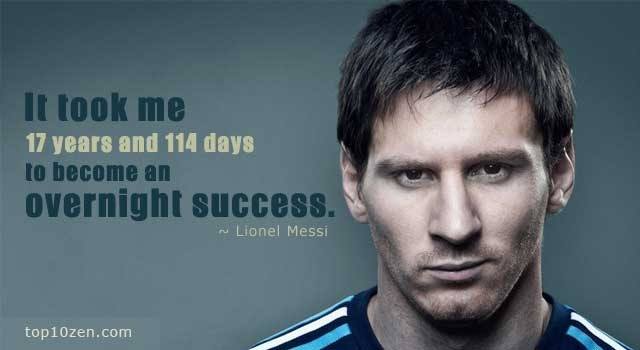 It took me
17 years and 114 days
to become an
overnight success.
~ Lionel Messi
top10zen.com